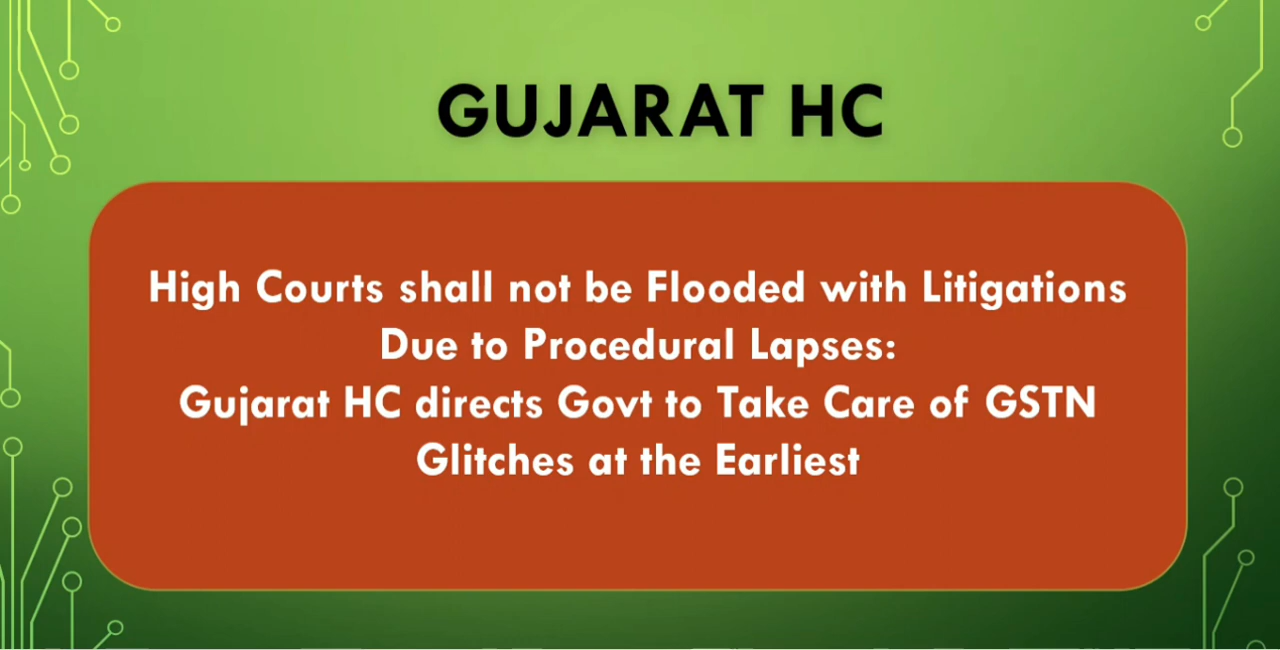 GUJARAT HC
High Courts shall not be Flooded with Litigations
Due to Procedural Lapses:
Gujarat HC directs Govt to Take Care of GSTN
Glitches at the Earliest